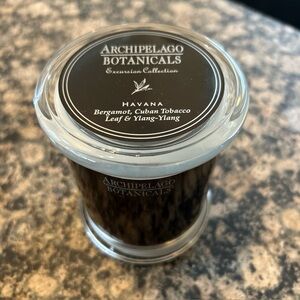 ARCHIPELAGO
BOTANICALS
Excursion Collection
HAVANA
Bergamot, Cuban Tobacco
Leaf & Ylang-Ylang
ARCHIPELAGO
BOTANICALS